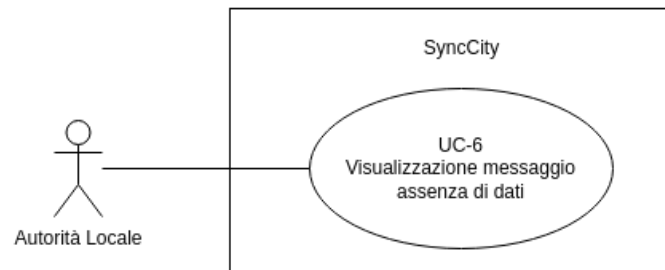 SyncCity
UC-6
Visualizzazione messaggio
assenza di dati
Autorità Locale